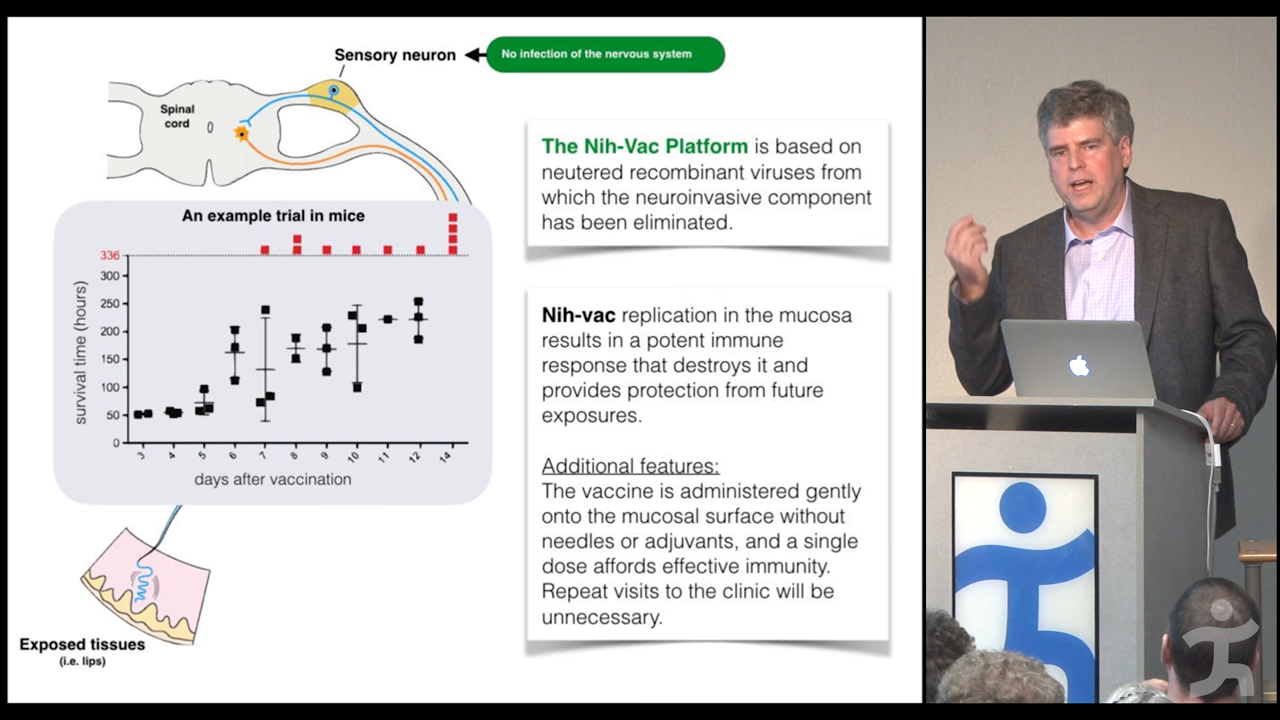 Sensory neuron
No infection of the nervous system
Spinal
cord
The Nih-Vac Platform is based on
neutered recombinant viruses from
which the neuroinvasive component
has been eliminated.
An example trial in mice
336
300
250
200
150
100
50
0
survival time (hours)
3 4 5 6 7 8 9 10 11 12 14
days after vaccination
Nih-vac replication in the mucosa
results in a potent immune
response that destroys it and
provides protection from future
exposures.
Additional features:
The vaccine is administered gently
onto the mucosal surface without
needles or adjuvants, and a single
dose affords effective immunity.
Repeat visits to the clinic will be
unnecessary.
Exposed tissues
(i.e. lips)